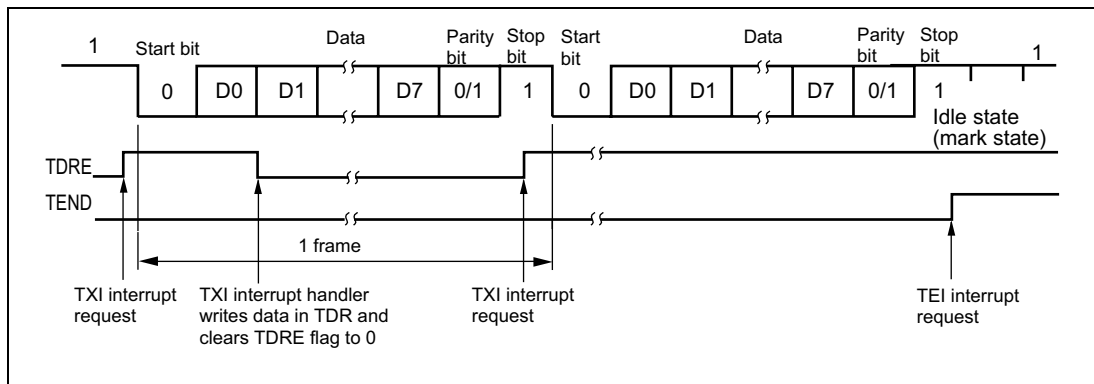 1 Start bit Data Parity bit Stop bit Start bit Data Parity bit Stop bit 1
0 D0 D1 D7 0/1 1 0 D0 D1 D7 0/1 1
Idle state
(mark state)
TDRE
TEND
1 frame
TXI interrupt
request
TXI interrupt handler
writes data in TDR and
clears TDRE flag to 0
TXI interrupt
request
TEI interrupt
request